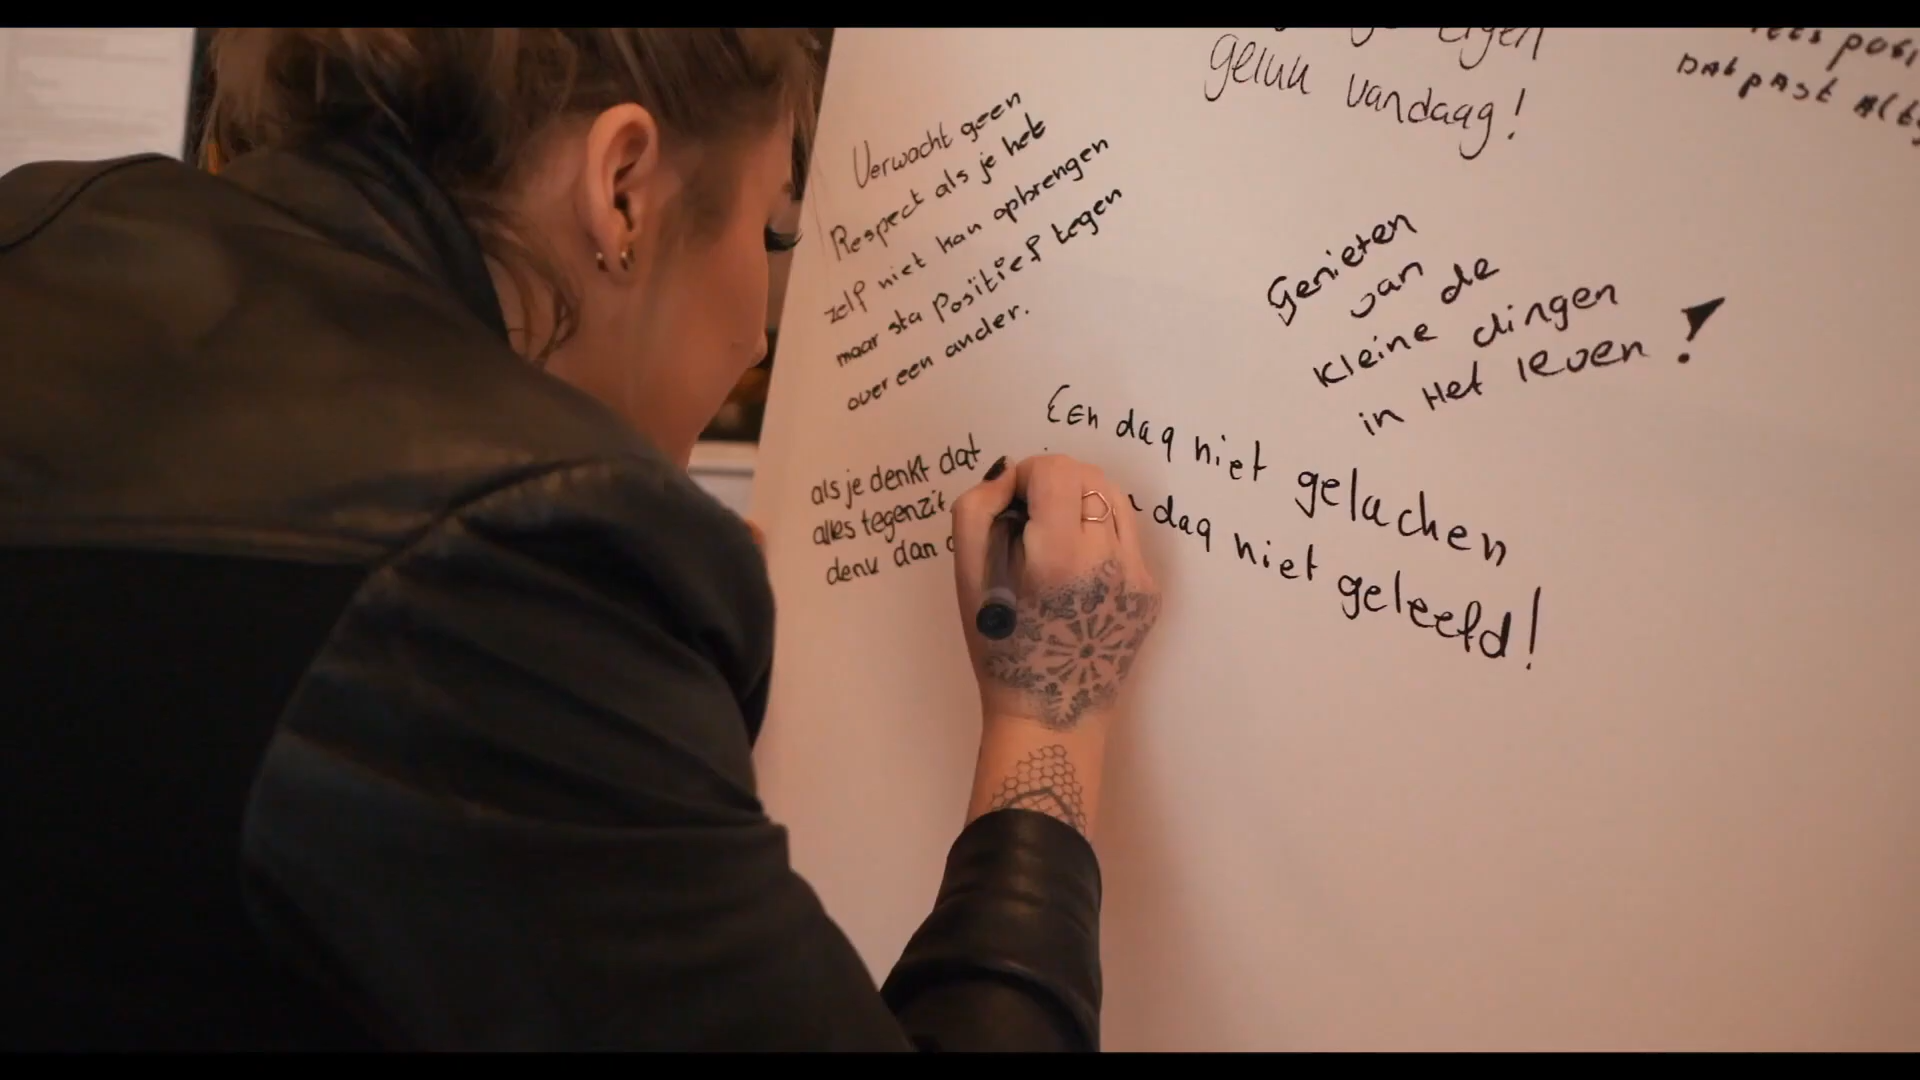 eigen
geluk vandaag!
wees posi
DAt pAst Alty
Verwacht geen
Respect als je het
zelf niet kan opbrengen
maar sta Positief tegen
over een ander.
Genieten
van
kleine de
dingen
in Het leven!
Een dag niet gelachen
dag niet geleefd!
als je denkt dat
alles tegenzit,
denk dan